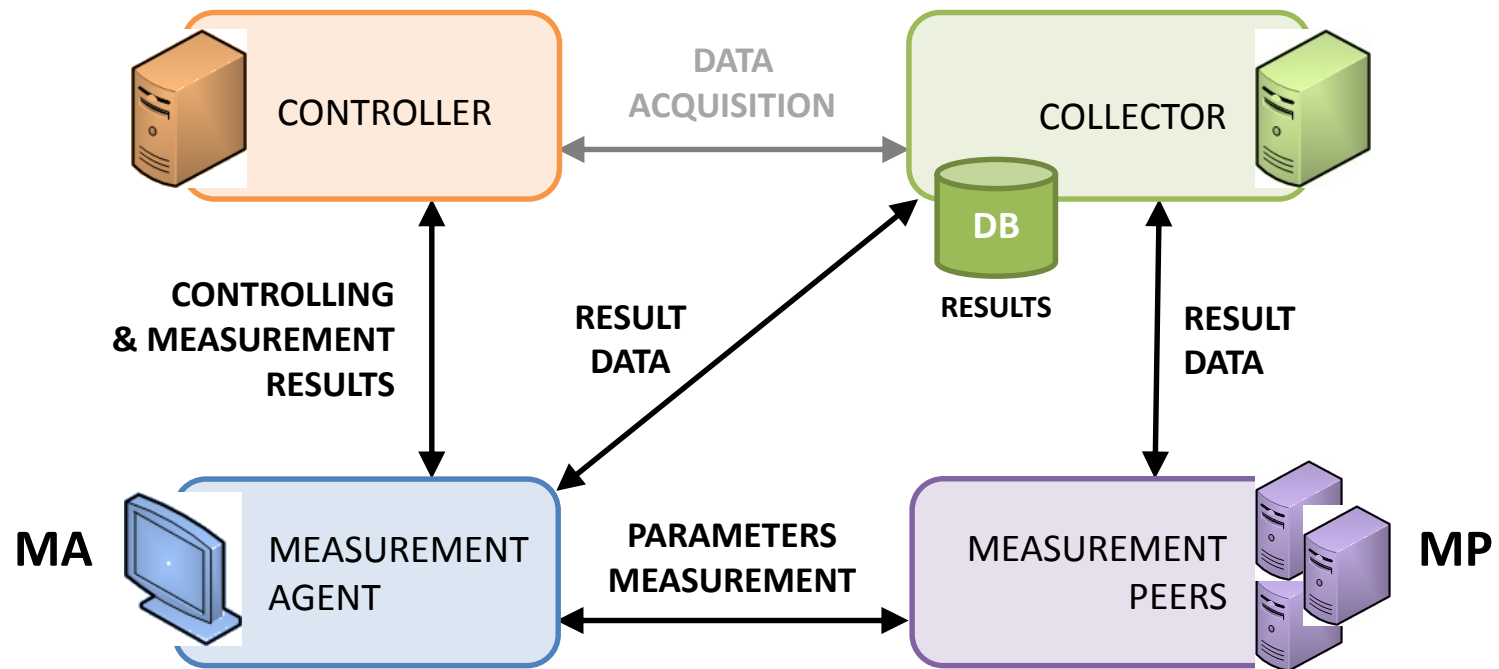 CONTROLLER
DATA
ACQUISITION
COLLECTOR
DB
RESULTS
CONTROLLING
& MEASUREMENT
RESULTS
RESULT
DATA
RESULT
DATA
MA
MEASUREMENT
AGENT
PARAMETERS
MEASUREMENT
MEASUREMENT
PEERS
MP